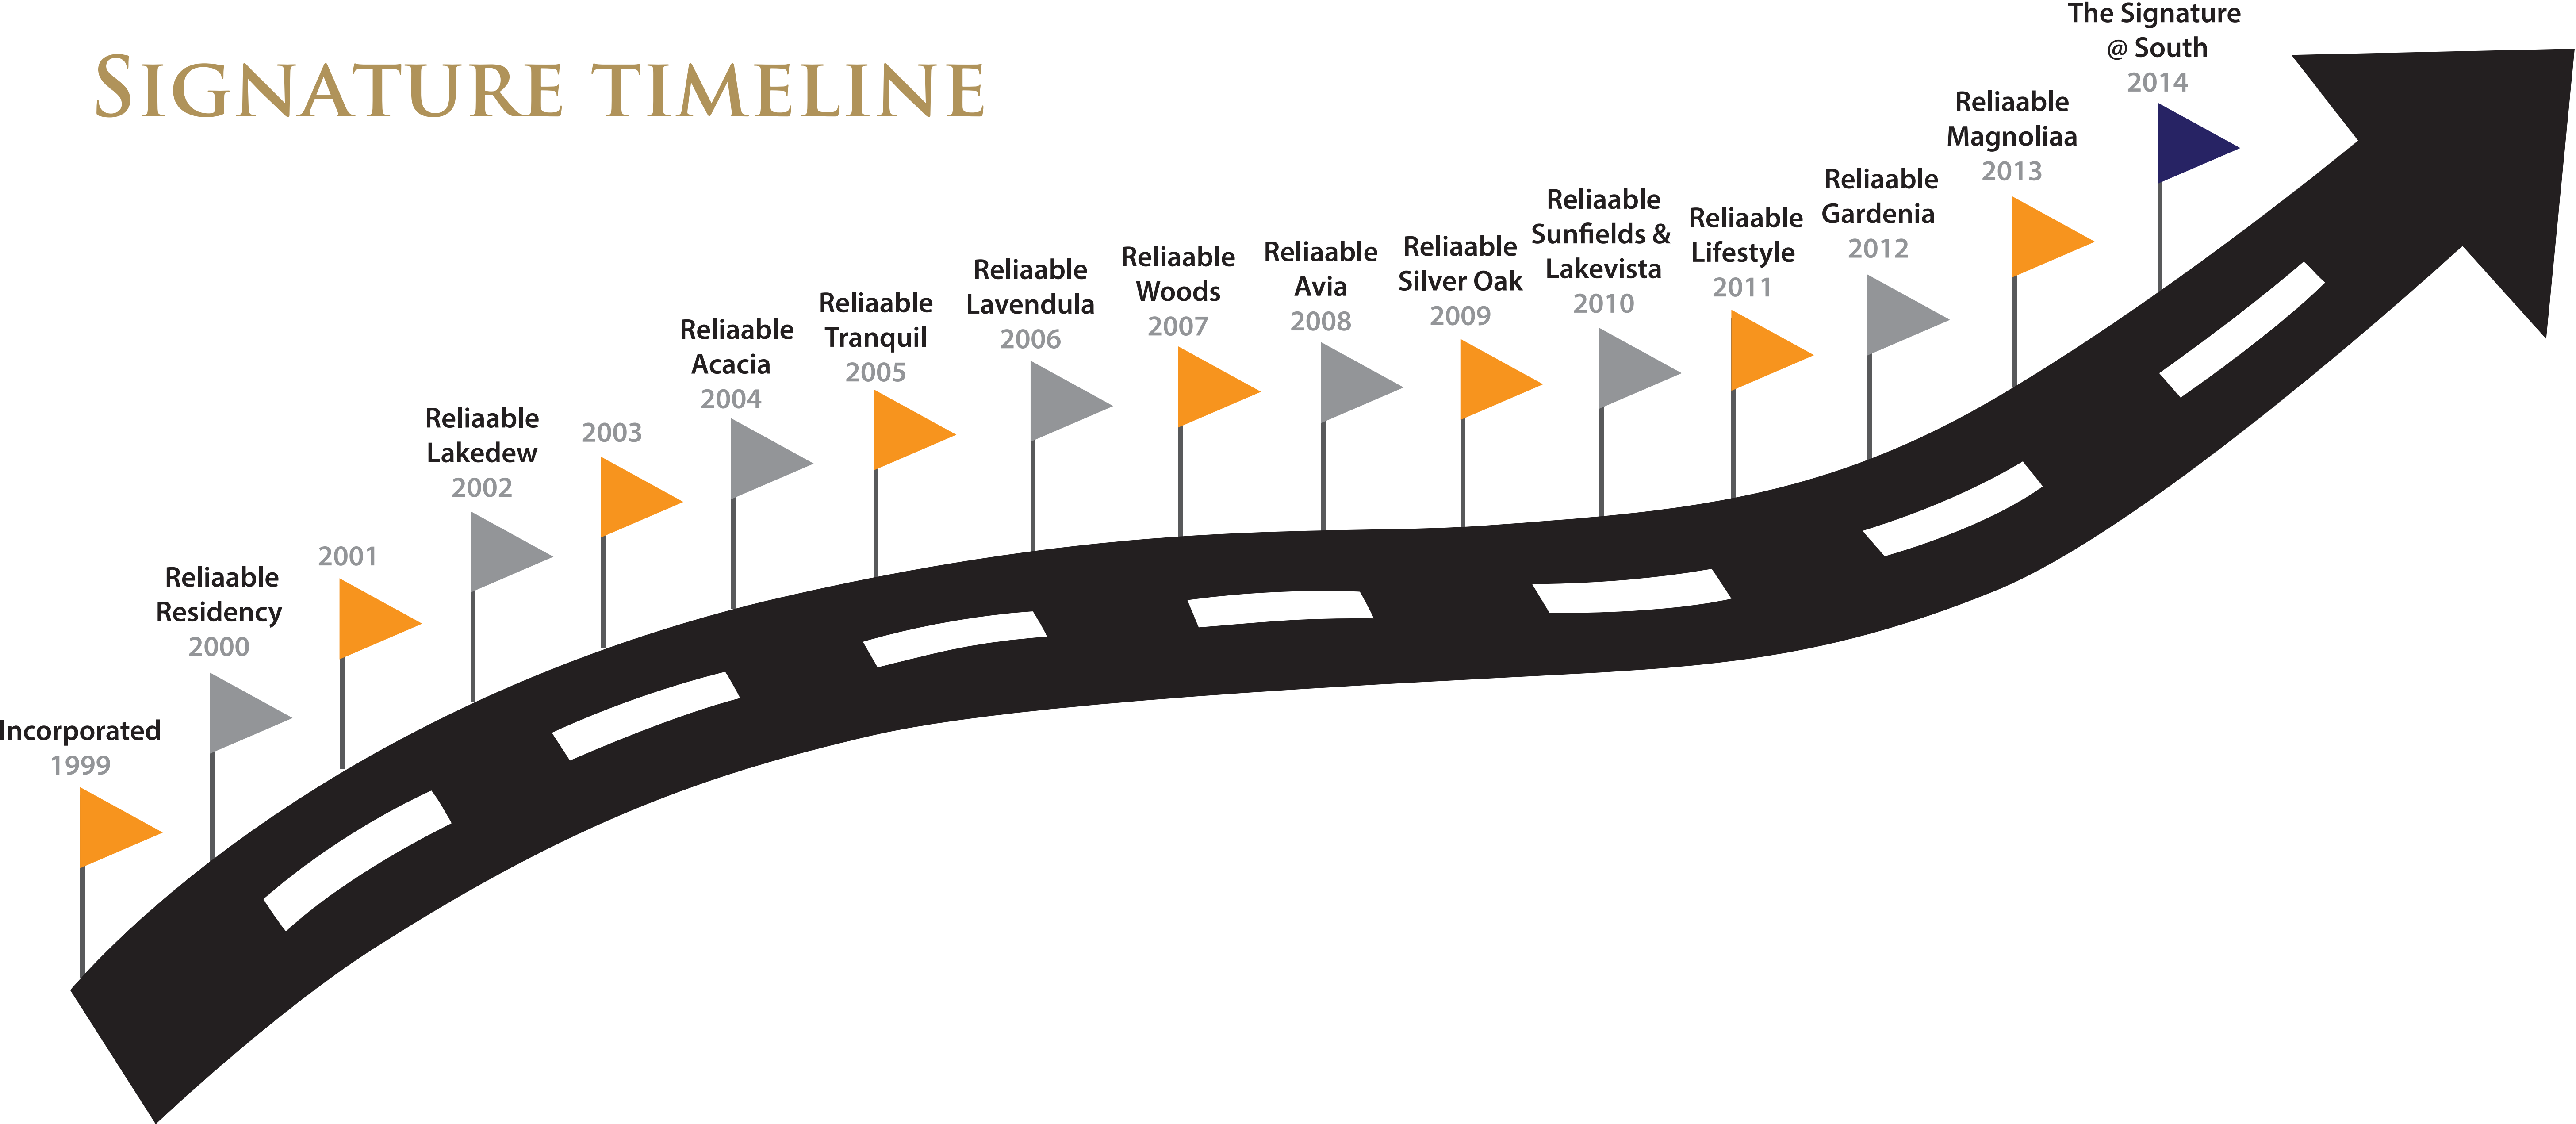 SIGNATURE TIMELINE
Incorporated
1999
Reliaable
Residency
2000
2001
Reliaable
Lakedew
2002
2003
Reliaable
Acacia
2004
Reliaable
Tranquil
2005
Reliaable
Lavendula
2006
Reliaable
Woods
2007
Reliaable
Avia
2008
Reliaable
Silver Oak
2009
Reliaable
Sunfields &
Lakevista
2010
Reliaable
Lifestyle
2011
Reliaable
Gardenia
2012
Reliaable
Magnoliaa
2013
The Signature
@ South
2014